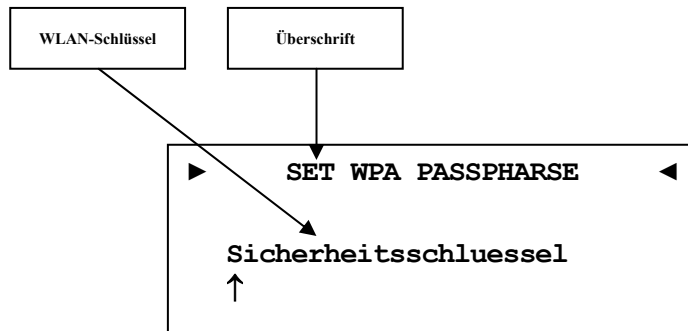 WLAN-Schlüssel
Überschrift
► SET WPA PASSPHARSE ◄
Sicherheitsschluessel
↑